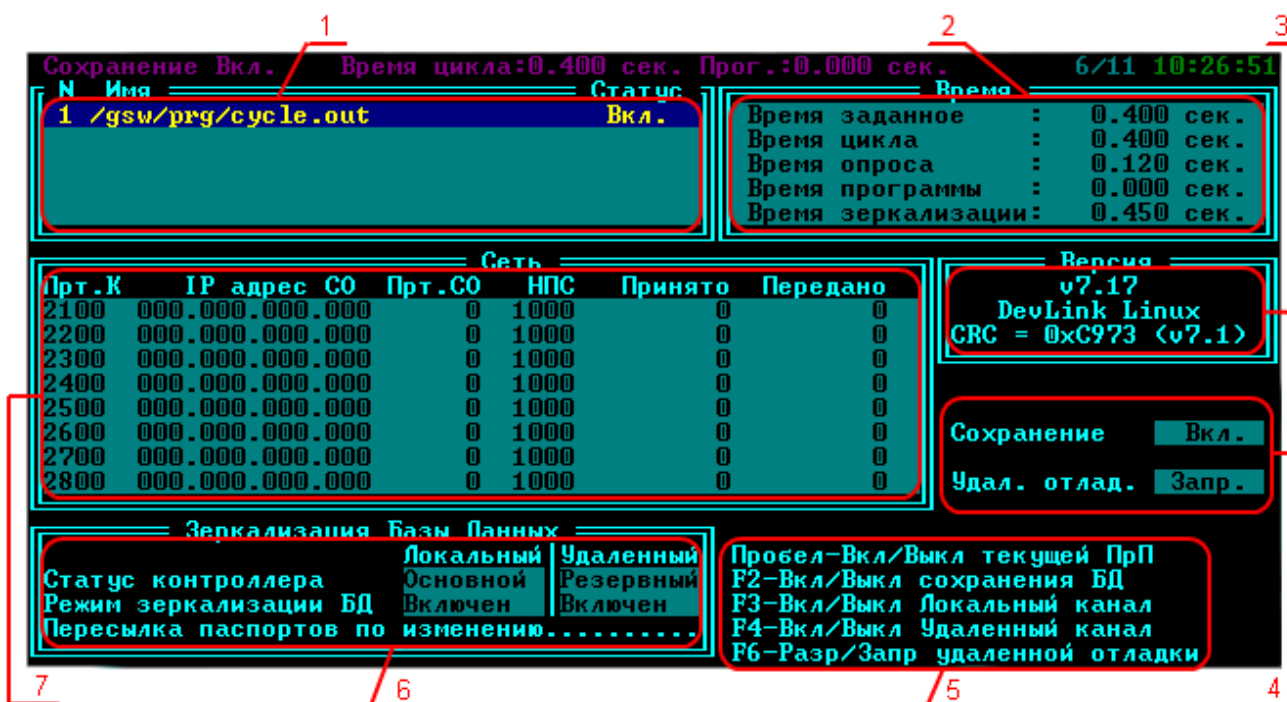 1
2
3
Сохранение Вкл. Время цикла:0.400 сек. Прог.:0.000 сек. 6/11 10:26:51
N Имя Статус
1 /gsw/prg/cycle.out Вкл.
Время
Время заданное : 0.400 сек.
Время цикла : 0.400 сек.
Время опроса : 0.120 сек.
Время программы : 0.000 сек.
Время зеркализации: 0.450 сек.
Сеть
Прт.К IP адрес СО Прт.СО НПС Принято Передано
2100 000.000.000.000 0 1000 0 0
2200 000.000.000.000 0 1000 0 0
2300 000.000.000.000 0 1000 0 0
2400 000.000.000.000 0 1000 0 0
2500 000.000.000.000 0 1000 0 0
2600 000.000.000.000 0 1000 0 0
2700 000.000.000.000 0 1000 0 0
2800 000.000.000.000 0 1000 0 0
Версия
v7.17
DevLink Linux
CRC = 0xC973 (v7.1)
Сохранение Вкл.
Удал. отлад. Запр.
Зеркализация Базы Данных
Локальный Удаленный
Статус контроллера Основной Резервный
Режим зеркализации БД Включен Включен
Пересылка паспортов по изменению..........
Пробел-Вкл/Выкл текущей ПрП
F2-Вкл/Выкл сохранения БД
F3-Вкл/Выкл Локальный канал
F4-Вкл/Выкл Удаленный канал
F6-Разр/Запр удаленной отладки
7
6
5
4